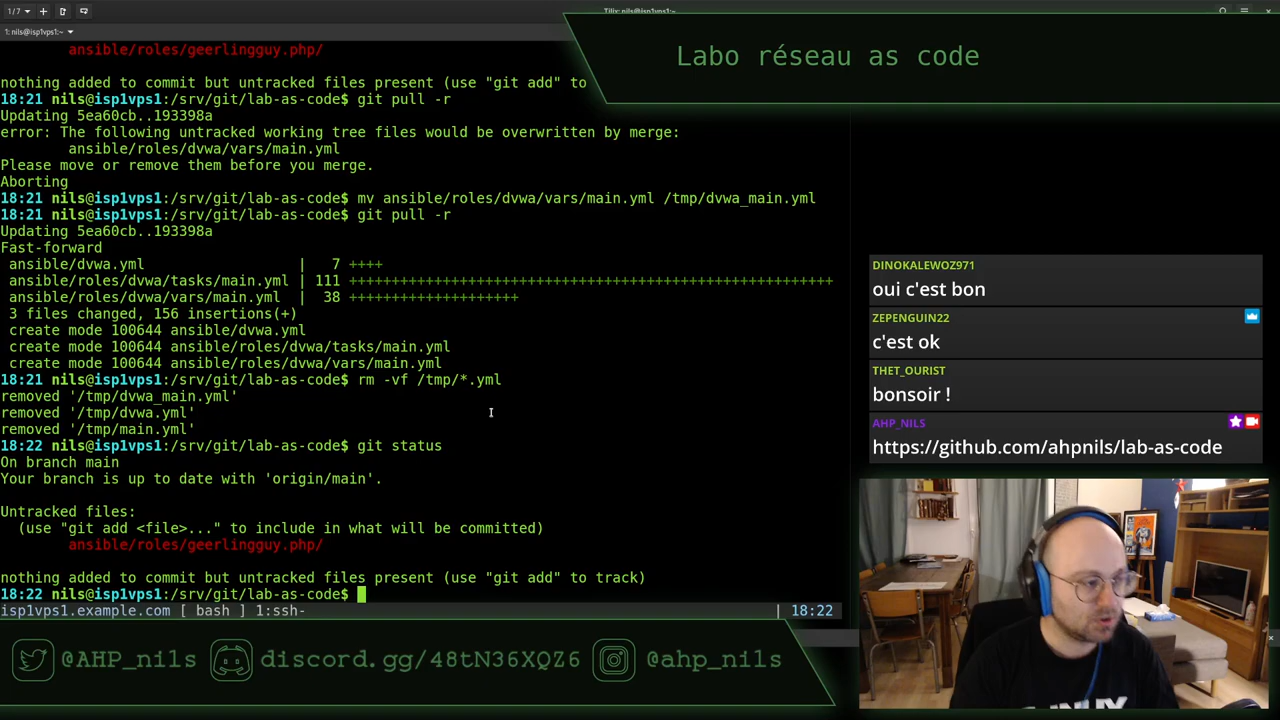 1/7
Tilix: nils@isp1vps1:~
1: nils@isp1vps1:~
Labo réseau as code
ansible/roles/geerlingguy.php/
nothing added to commit but untracked files present (use "git add" to
18:21 nils@isp1vps1:/srv/git/lab-as-code$ git pull -r
Updating 5ea60cb..193398a
error: The following untracked working tree files would be overwritten by merge:
ansible/roles/dvwa/vars/main.yml
Please move or remove them before you merge.
Aborting
18:21 nils@isp1vps1:/srv/git/lab-as-code$ mv ansible/roles/dvwa/vars/main.yml /tmp/dvwa_main.yml
18:21 nils@isp1vps1:/srv/git/lab-as-code$ git pull -r
Updating 5ea60cb..193398a
Fast-forward
ansible/dvwa.yml | 7 ++++
ansible/roles/dvwa/tasks/main.yml | 111 +++++++++++++++++++++++++++++++++++++++++++++++++++++++++
ansible/roles/dvwa/vars/main.yml | 38 ++++++++++++++++++++
3 files changed, 156 insertions(+)
create mode 100644 ansible/dvwa.yml
create mode 100644 ansible/roles/dvwa/tasks/main.yml
create mode 100644 ansible/roles/dvwa/vars/main.yml
18:21 nils@isp1vps1:/srv/git/lab-as-code$ rm -vf /tmp/*.yml
removed '/tmp/dvwa_main.yml'
removed '/tmp/dvwa.yml'
removed '/tmp/main.yml'
18:22 nils@isp1vps1:/srv/git/lab-as-code$ git status
On branch main
Your branch is up to date with 'origin/main'.
Untracked files:
(use "git add <file>..." to include in what will be committed)
ansible/roles/geerlingguy.php/
nothing added to commit but untracked files present (use "git add" to track)
18:22 nils@isp1vps1:/srv/git/lab-as-code$
isp1vps1.example.com [ bash ] 1:ssh- | 18:22
DINOKALEWOZ971
oui c'est bon
ZEPENGUIN22
c'est ok
THET_OURIST
bonsoir !
AHP_NILS
https://github.com/ahpnils/lab-as-code
@AHP_nils discord.gg/48tN36XQZ6 @ahp_nils